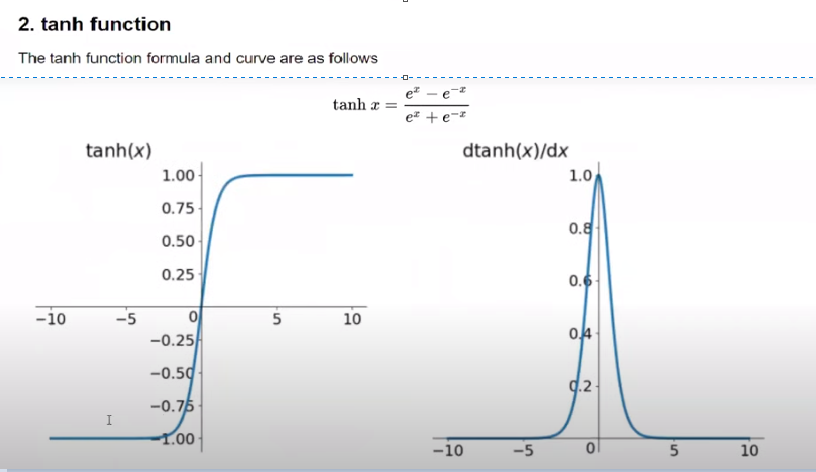 2. tanh function
The tanh function formula and curve are as follows
tanh x = (e^x − e^−x) / (e^x + e^−x)
tanh(x)
1.00
0.75
0.50
0.25
−10 −5 0 5 10
−0.25
−0.50
−0.75
−1.00
dtanh(x)/dx
1.0
0.8
0.6
0.4
0.2
−10 −5 0 5 10